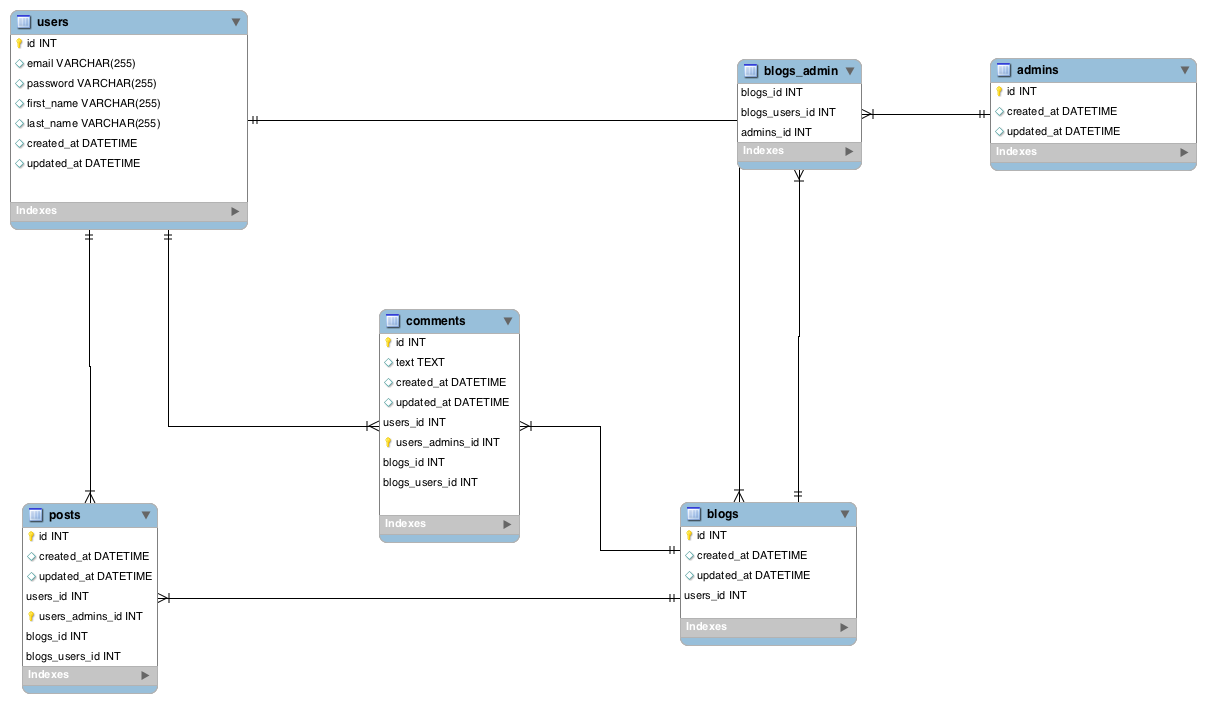 users
id INT
email VARCHAR(255)
password VARCHAR(255)
first_name VARCHAR(255)
last_name VARCHAR(255)
created_at DATETIME
updated_at DATETIME
Indexes
blogs_admin
blogs_id INT
blogs_users_id INT
admins_id INT
Indexes
admins
id INT
created_at DATETIME
updated_at DATETIME
Indexes
comments
id INT
text TEXT
created_at DATETIME
updated_at DATETIME
users_id INT
users_admins_id INT
blogs_id INT
blogs_users_id INT
Indexes
posts
id INT
created_at DATETIME
updated_at DATETIME
users_id INT
users_admins_id INT
blogs_id INT
blogs_users_id INT
Indexes
blogs
id INT
created_at DATETIME
updated_at DATETIME
users_id INT
Indexes